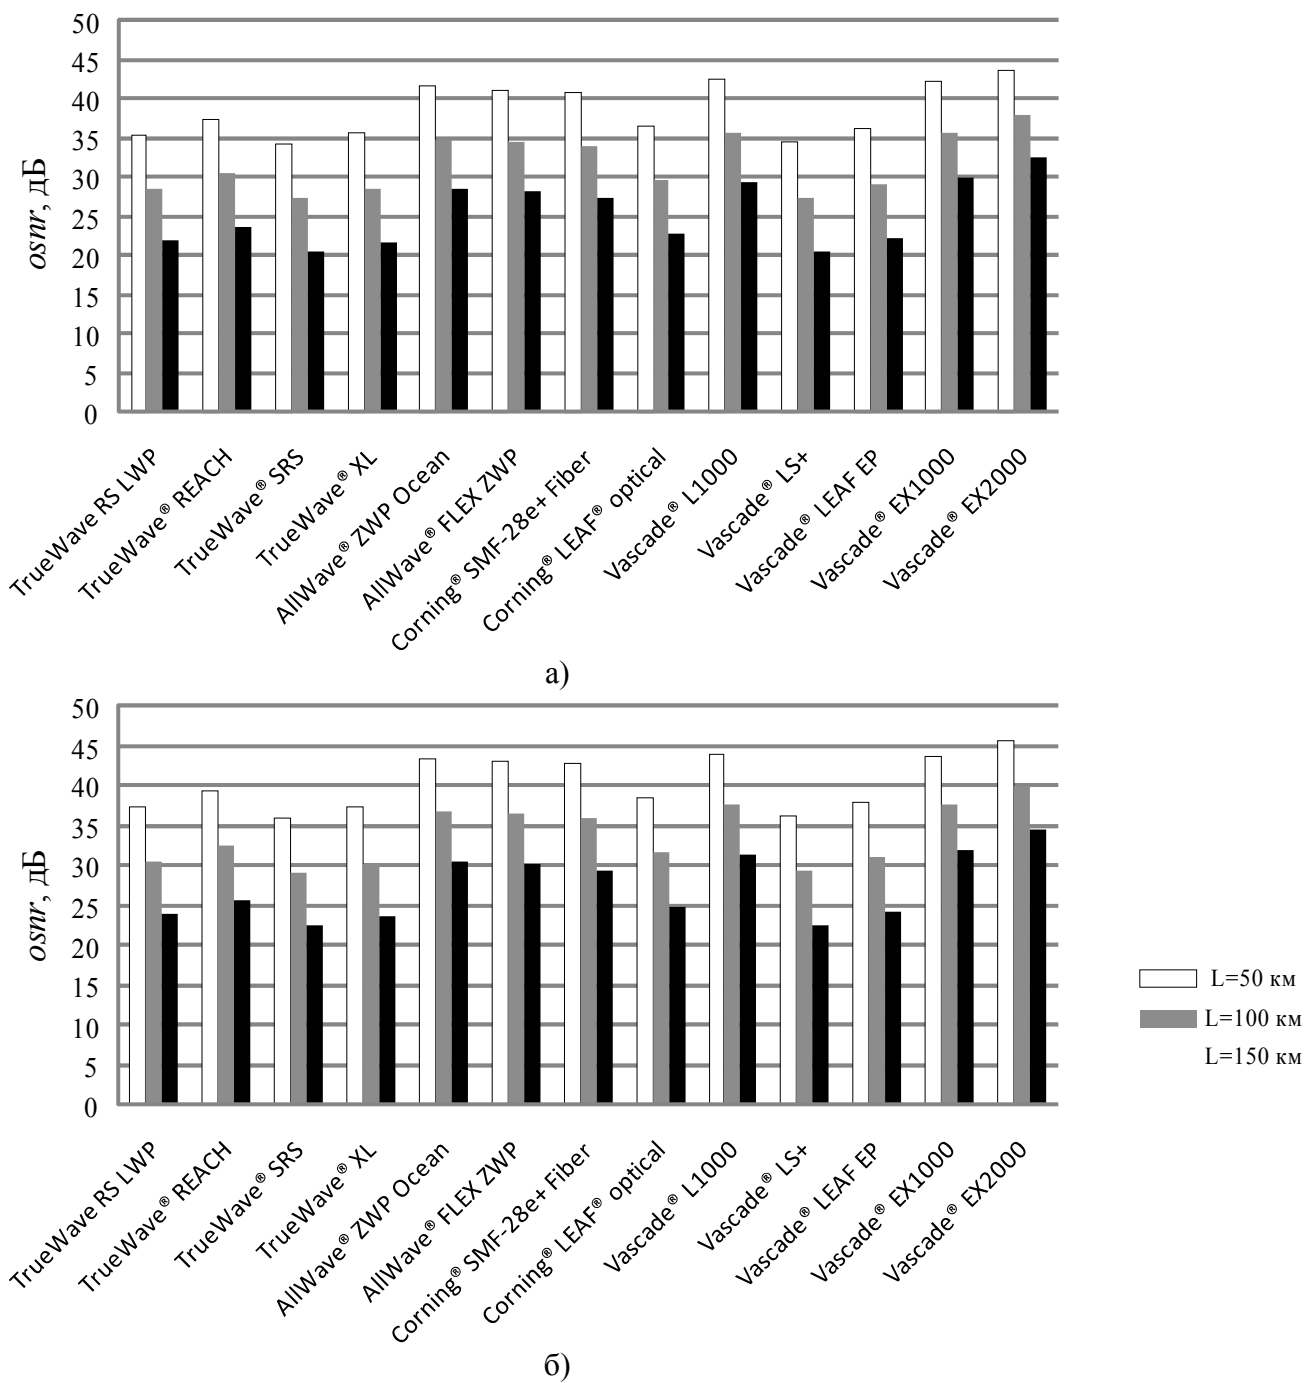 50
45
40
35
30
25
20
15
10
5
0
osnr, дБ
TrueWave RS LWP
TrueWave® REACH
TrueWave® SRS
TrueWave® XL
AllWave® ZWP Ocean
AllWave® FLEX ZWP
Corning® SMF-28e+ Fiber
Corning® LEAF® optical
Vascade® L1000
Vascade® LS+
Vascade® LEAF EP
Vascade® EX1000
Vascade® EX2000
а)
50
45
40
35
30
25
20
15
10
5
0
osnr, дБ
TrueWave RS LWP
TrueWave® REACH
TrueWave® SRS
TrueWave® XL
AllWave® ZWP Ocean
AllWave® FLEX ZWP
Corning® SMF-28e+ Fiber
Corning® LEAF® optical
Vascade® L1000
Vascade® LS+
Vascade® LEAF EP
Vascade® EX1000
Vascade® EX2000
L=50 км
L=100 км
L=150 км
б)